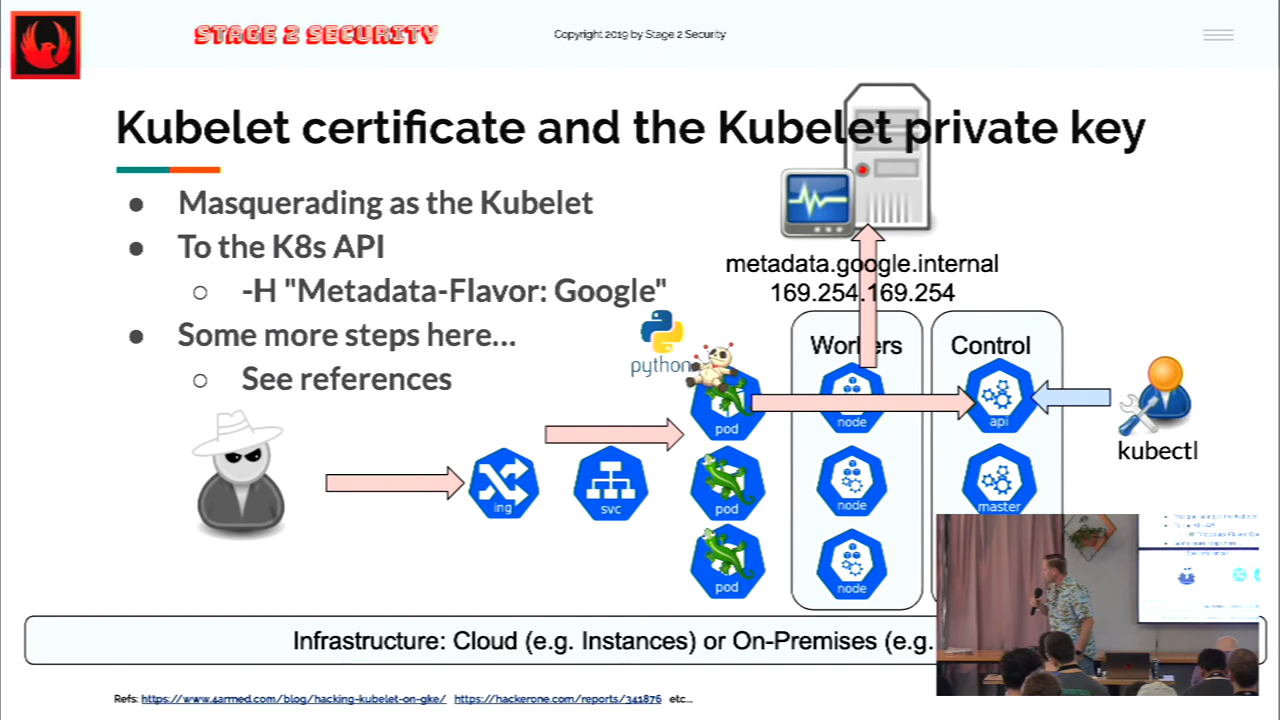 STAGE 2 SECURITY
Copyright 2019 by Stage 2 Security
Kubelet certificate and the Kubelet private key
● Masquerading as the Kubelet
● To the K8s API
○ -H "Metadata-Flavor: Google"
● Some more steps here...
○ See references
metadata.google.internal
169.254.169.254
python
Workers
Control
pod
node
api
kubectl
ing
svc
pod
node
master
pod
node
Infrastructure: Cloud (e.g. Instances) or On-Premises (e.g.
Refs: https://www.4armed.com/blog/hacking-kubelet-on-gke/ https://hackerone.com/reports/341876 etc...